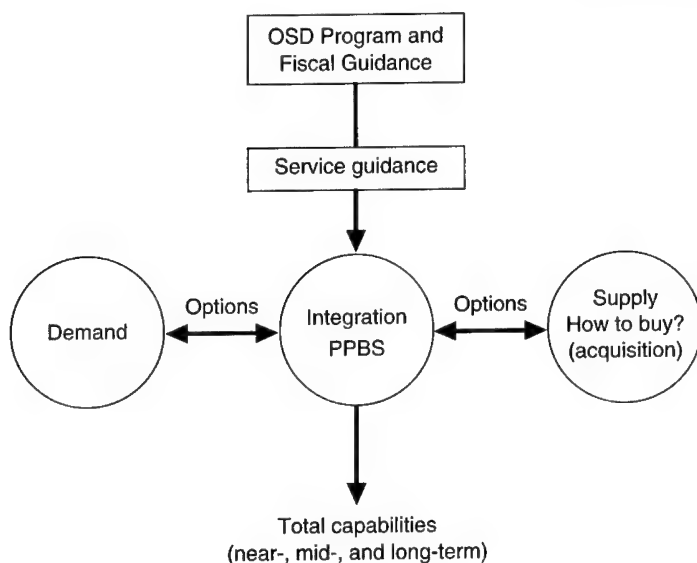 OSD Program and
Fiscal Guidance
Service guidance
Demand
Options
Integration
PPBS
Options
Supply
How to buy?
(acquisition)
Total capabilities
(near-, mid-, and long-term)